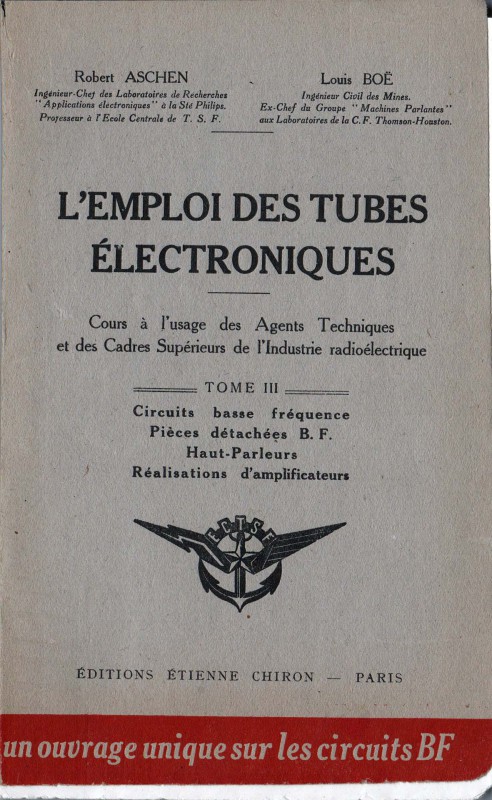 Robert ASCHEN
Ingénieur-Chef des Laboratoires de Recherches
"Applications électroniques" à la Sté Philips.
Professeur à l'Ecole Centrale de T. S. F.
Louis BOË
Ingénieur Civil des Mines.
Ex-Chef du Groupe "Machines Parlantes"
aux Laboratoires de la C. F. Thomson-Houston.
L'EMPLOI DES TUBES
ÉLECTRONIQUES
Cours à l'usage des Agents Techniques
et des Cadres Supérieurs de l'Industrie radioélectrique
TOME III
Circuits basse fréquence
Pièces détachées B. F.
Haut-Parleurs
Réalisations d'amplificateurs
E C T S F
ÉDITIONS ÉTIENNE CHIRON — PARIS
un ouvrage unique sur les circuits BF